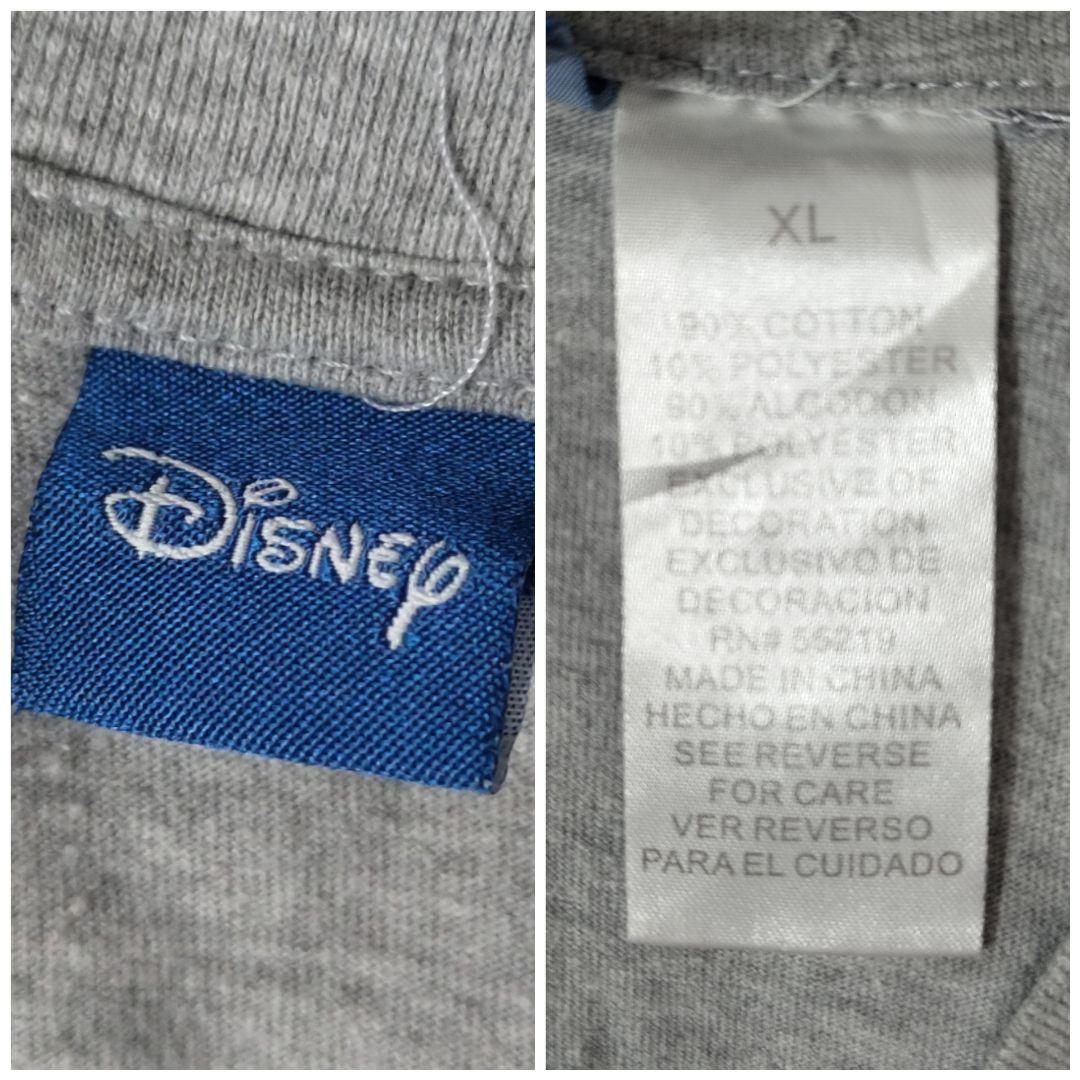 Disney
XL
90% COTTON
10% POLYESTER
90% ALGODON
10% POLYESTER
EXCLUSIVE OF
DECORATION
EXCLUSIVO DE
DECORACION
RN# 55219
MADE IN CHINA
HECHO EN CHINA
SEE REVERSE
FOR CARE
VER REVERSO
PARA EL CUIDADO